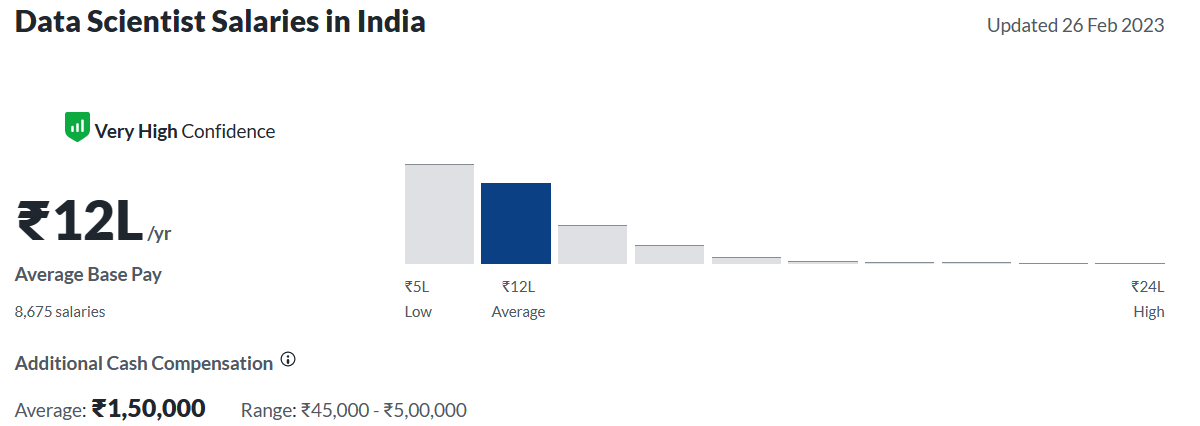 Data Scientist Salaries in India
Updated 26 Feb 2023
Very High Confidence
₹12L /yr
Average Base Pay
8,675 salaries
₹5L
Low
₹12L
Average
₹24L
High
Additional Cash Compensation
Average: ₹1,50,000 Range: ₹45,000 - ₹5,00,000